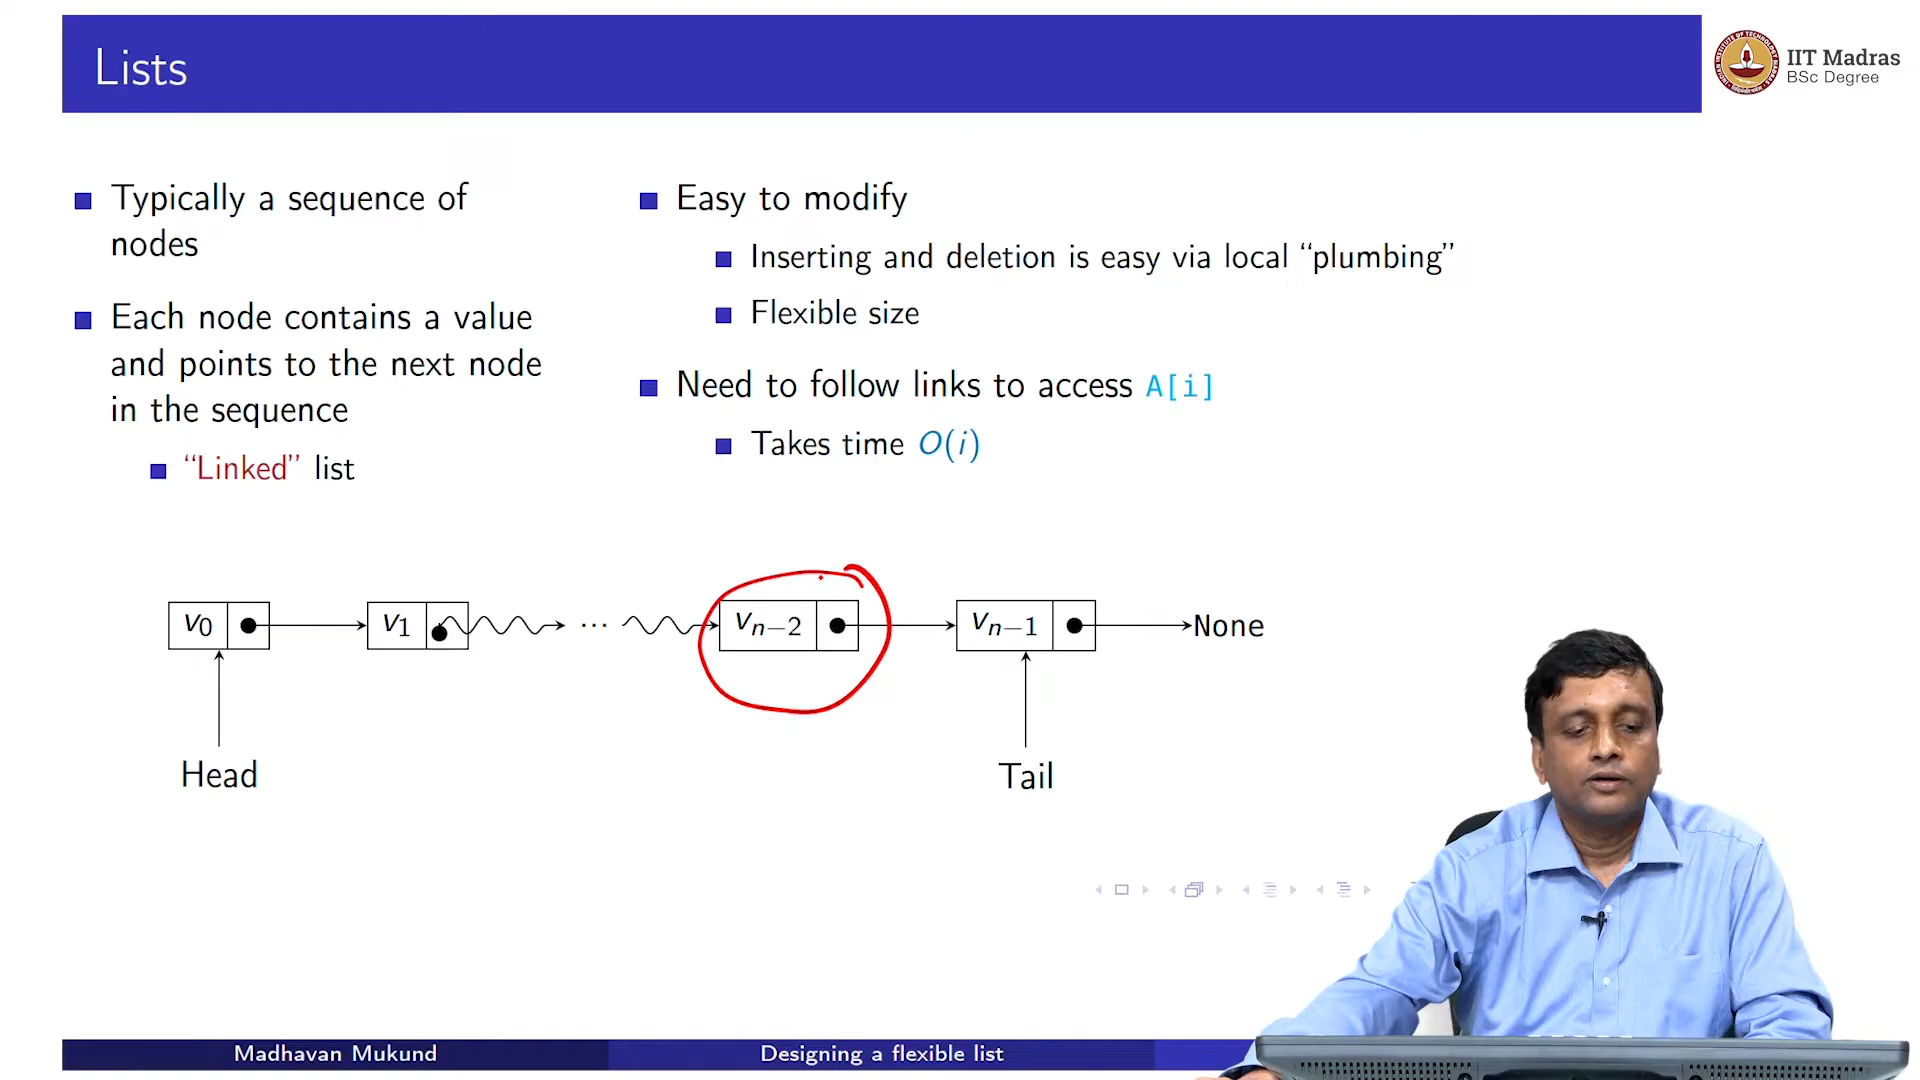 Lists
IIT Madras
BSc Degree
Typically a sequence of
nodes
Each node contains a value
and points to the next node
in the sequence
“Linked” list
Easy to modify
Inserting and deletion is easy via local “plumbing”
Flexible size
Need to follow links to access A[i]
Takes time O(i)
v₀ v₁ ··· vₙ₋₂ vₙ₋₁ None
Head Tail
Madhavan Mukund Designing a flexible list